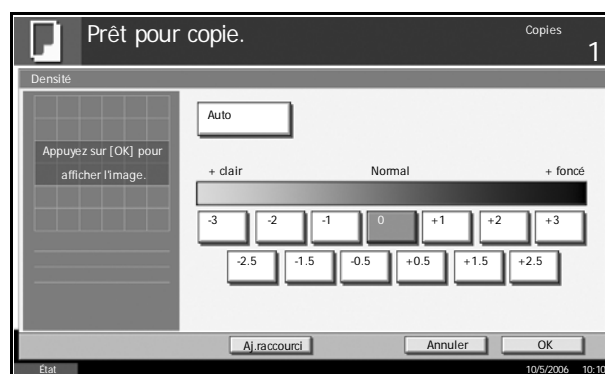 Prêt pour copie.
Copies
1
Densité
Appuyez sur [OK] pour
afficher l'image.
Auto
+ clair Normal + foncé
-3 -2 -1 0 +1 +2 +3
-2.5 -1.5 -0.5 +0.5 +1.5 +2.5
Aj.raccourci Annuler OK
État 10/5/2006 10:10